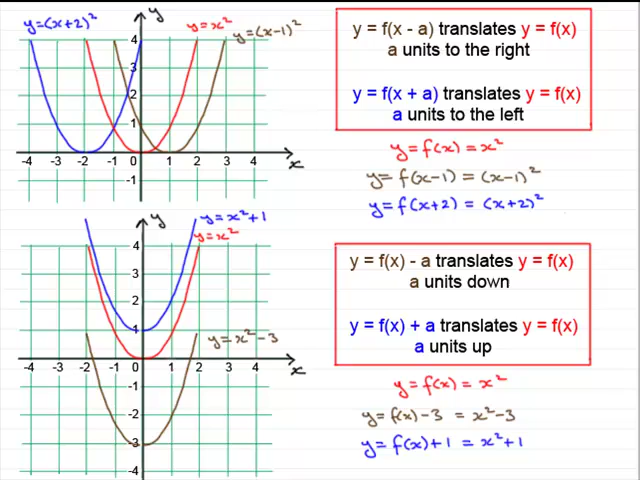 y=(x+2)²
y
y=x²
y=(x-1)²
4
3
2
1
-4 -3 -2 -1 0 1 2 3 4
x
-1
y = f(x - a) translates y = f(x)
a units to the right
y = f(x + a) translates y = f(x)
a units to the left
y=f(x)=x²
y=f(x-1)=(x-1)²
y=f(x+2)=(x+2)²
y
y=x²+1
y=x²
4
3
2
1
y=x²-3
-4 -3 -2 -1 0 1 2 3 4
x
-1
-2
-3
-4
y = f(x) - a translates y = f(x)
a units down
y = f(x) + a translates y = f(x)
a units up
y=f(x)=x²
y=f(x)-3=x²-3
y=f(x)+1=x²+1